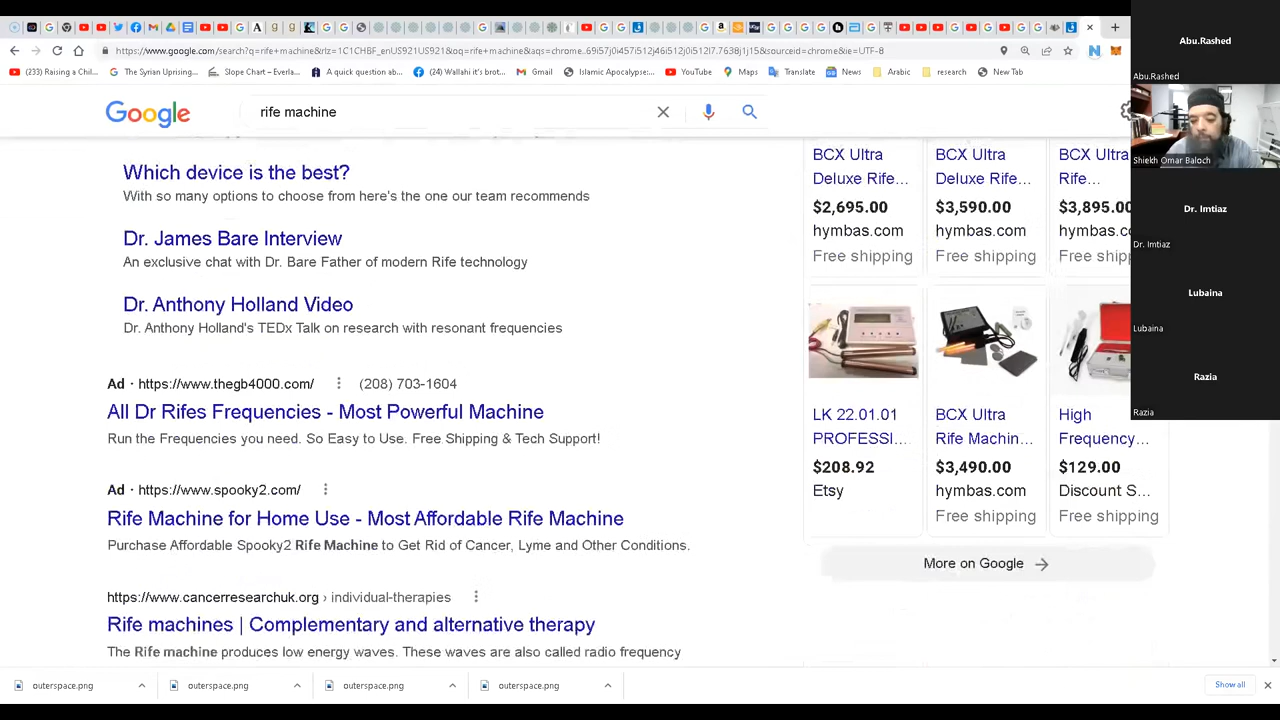 https://www.google.com/search?q=rife+machine&rlz=1C1CHBF_enUS921US921&oq=rife+machine&aqs=chrome..69i57j0i457i512j46i512j0i512l7.7638j1j15&sourceid=chrome&ie=UTF-8
(233) Raising a Chil...
The Syrian Uprising...
Slope Chart – Everla...
A quick question ab...
(24) Wallahi it's brot...
Gmail
Islamic Apocalypse:...
YouTube
Maps
Translate
News
Arabic
research
New Tab
Google
rife machine
Which device is the best?
With so many options to choose from here's the one our team recommends
Dr. James Bare Interview
An exclusive chat with Dr. Bare Father of modern Rife technology
Dr. Anthony Holland Video
Dr. Anthony Holland's TEDx Talk on research with resonant frequencies
Ad · https://www.thegb4000.com/ (208) 703-1604
All Dr Rifes Frequencies - Most Powerful Machine
Run the Frequencies you need. So Easy to Use. Free Shipping & Tech Support!
Ad · https://www.spooky2.com/
Rife Machine for Home Use - Most Affordable Rife Machine
Purchase Affordable Spooky2 Rife Machine to Get Rid of Cancer, Lyme and Other Conditions.
https://www.cancerresearchuk.org › individual-therapies
Rife machines | Complementary and alternative therapy
The Rife machine produces low energy waves. These waves are also called radio frequency
BCX Ultra
Deluxe Rife...
$2,695.00
hymbas.com
Free shipping
BCX Ultra
Deluxe Rife...
$3,590.00
hymbas.com
Free shipping
BCX Ultra
Rife...
$3,895.00
hymbas.com
Free shipping
LK 22.01.01
PROFESSI...
$208.92
Etsy
BCX Ultra
Rife Machin...
$3,490.00
hymbas.com
Free shipping
High
Frequency...
$129.00
Discount S...
Free shipping
More on Google
Abu.Rashed
Abu.Rashed
Shiekh Omar Baloch
Dr. Imtiaz
Dr. Imtiaz
Lubaina
Lubaina
Razia
Razia
outerspace.png
outerspace.png
outerspace.png
outerspace.png
Show all